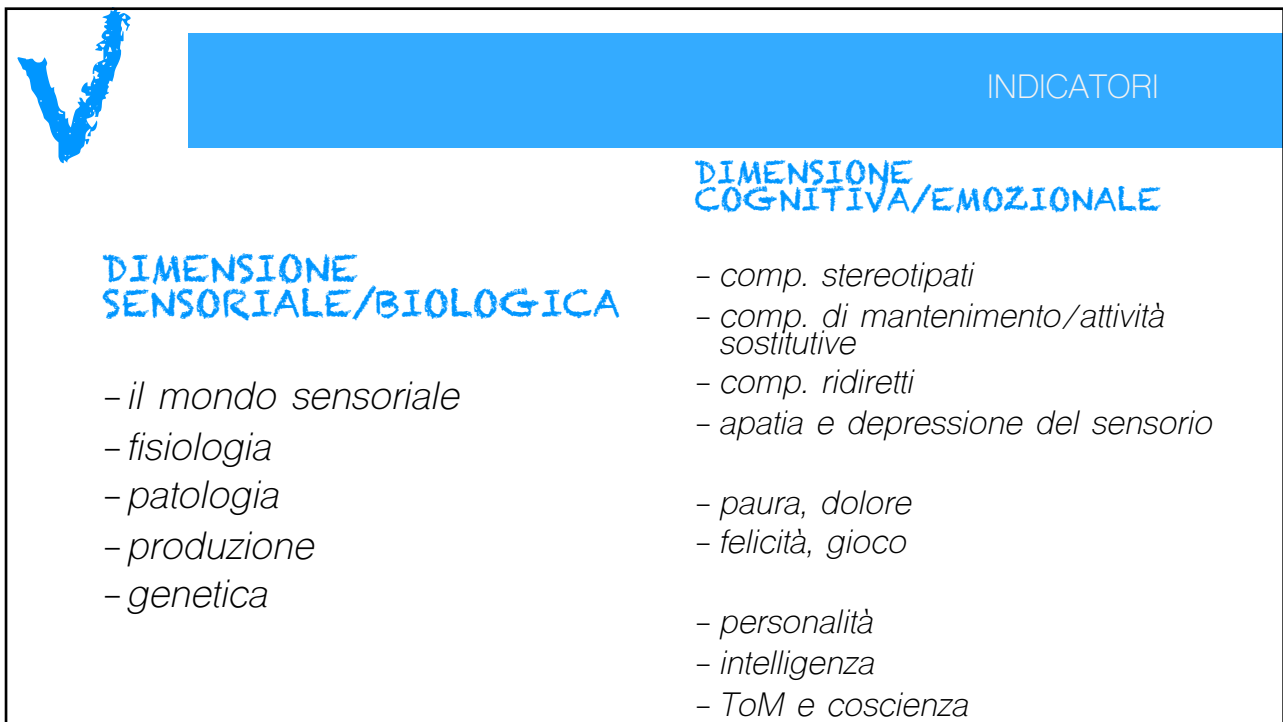 INDICATORI
DIMENSIONE
SENSORIALE/BIOLOGICA
- il mondo sensoriale
- fisiologia
- patologia
- produzione
- genetica
DIMENSIONE
COGNITIVA/EMOZIONALE
- comp. stereotipati
- comp. di mantenimento/attività
sostitutive
- comp. ridiretti
- apatia e depressione del sensorio
- paura, dolore
- felicità, gioco
- personalità
- intelligenza
- ToM e coscienza